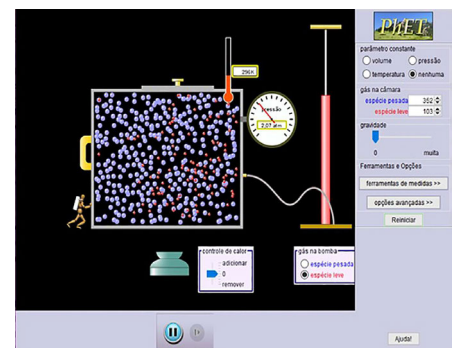 PhET
parâmetro constante
volume
pressão
temperatura
nenhuma
gás na câmara
espécie pesada 352
espécie leve 103
gravidade
0 muita
Ferramentas e Opções
ferramentas de medidas >>
opções avançadas >>
Reiniciar
296K
pressão
2,07 atm
controle de calor
adicionar
0
remover
gás na bomba
espécie pesada
espécie leve
Ajuda!